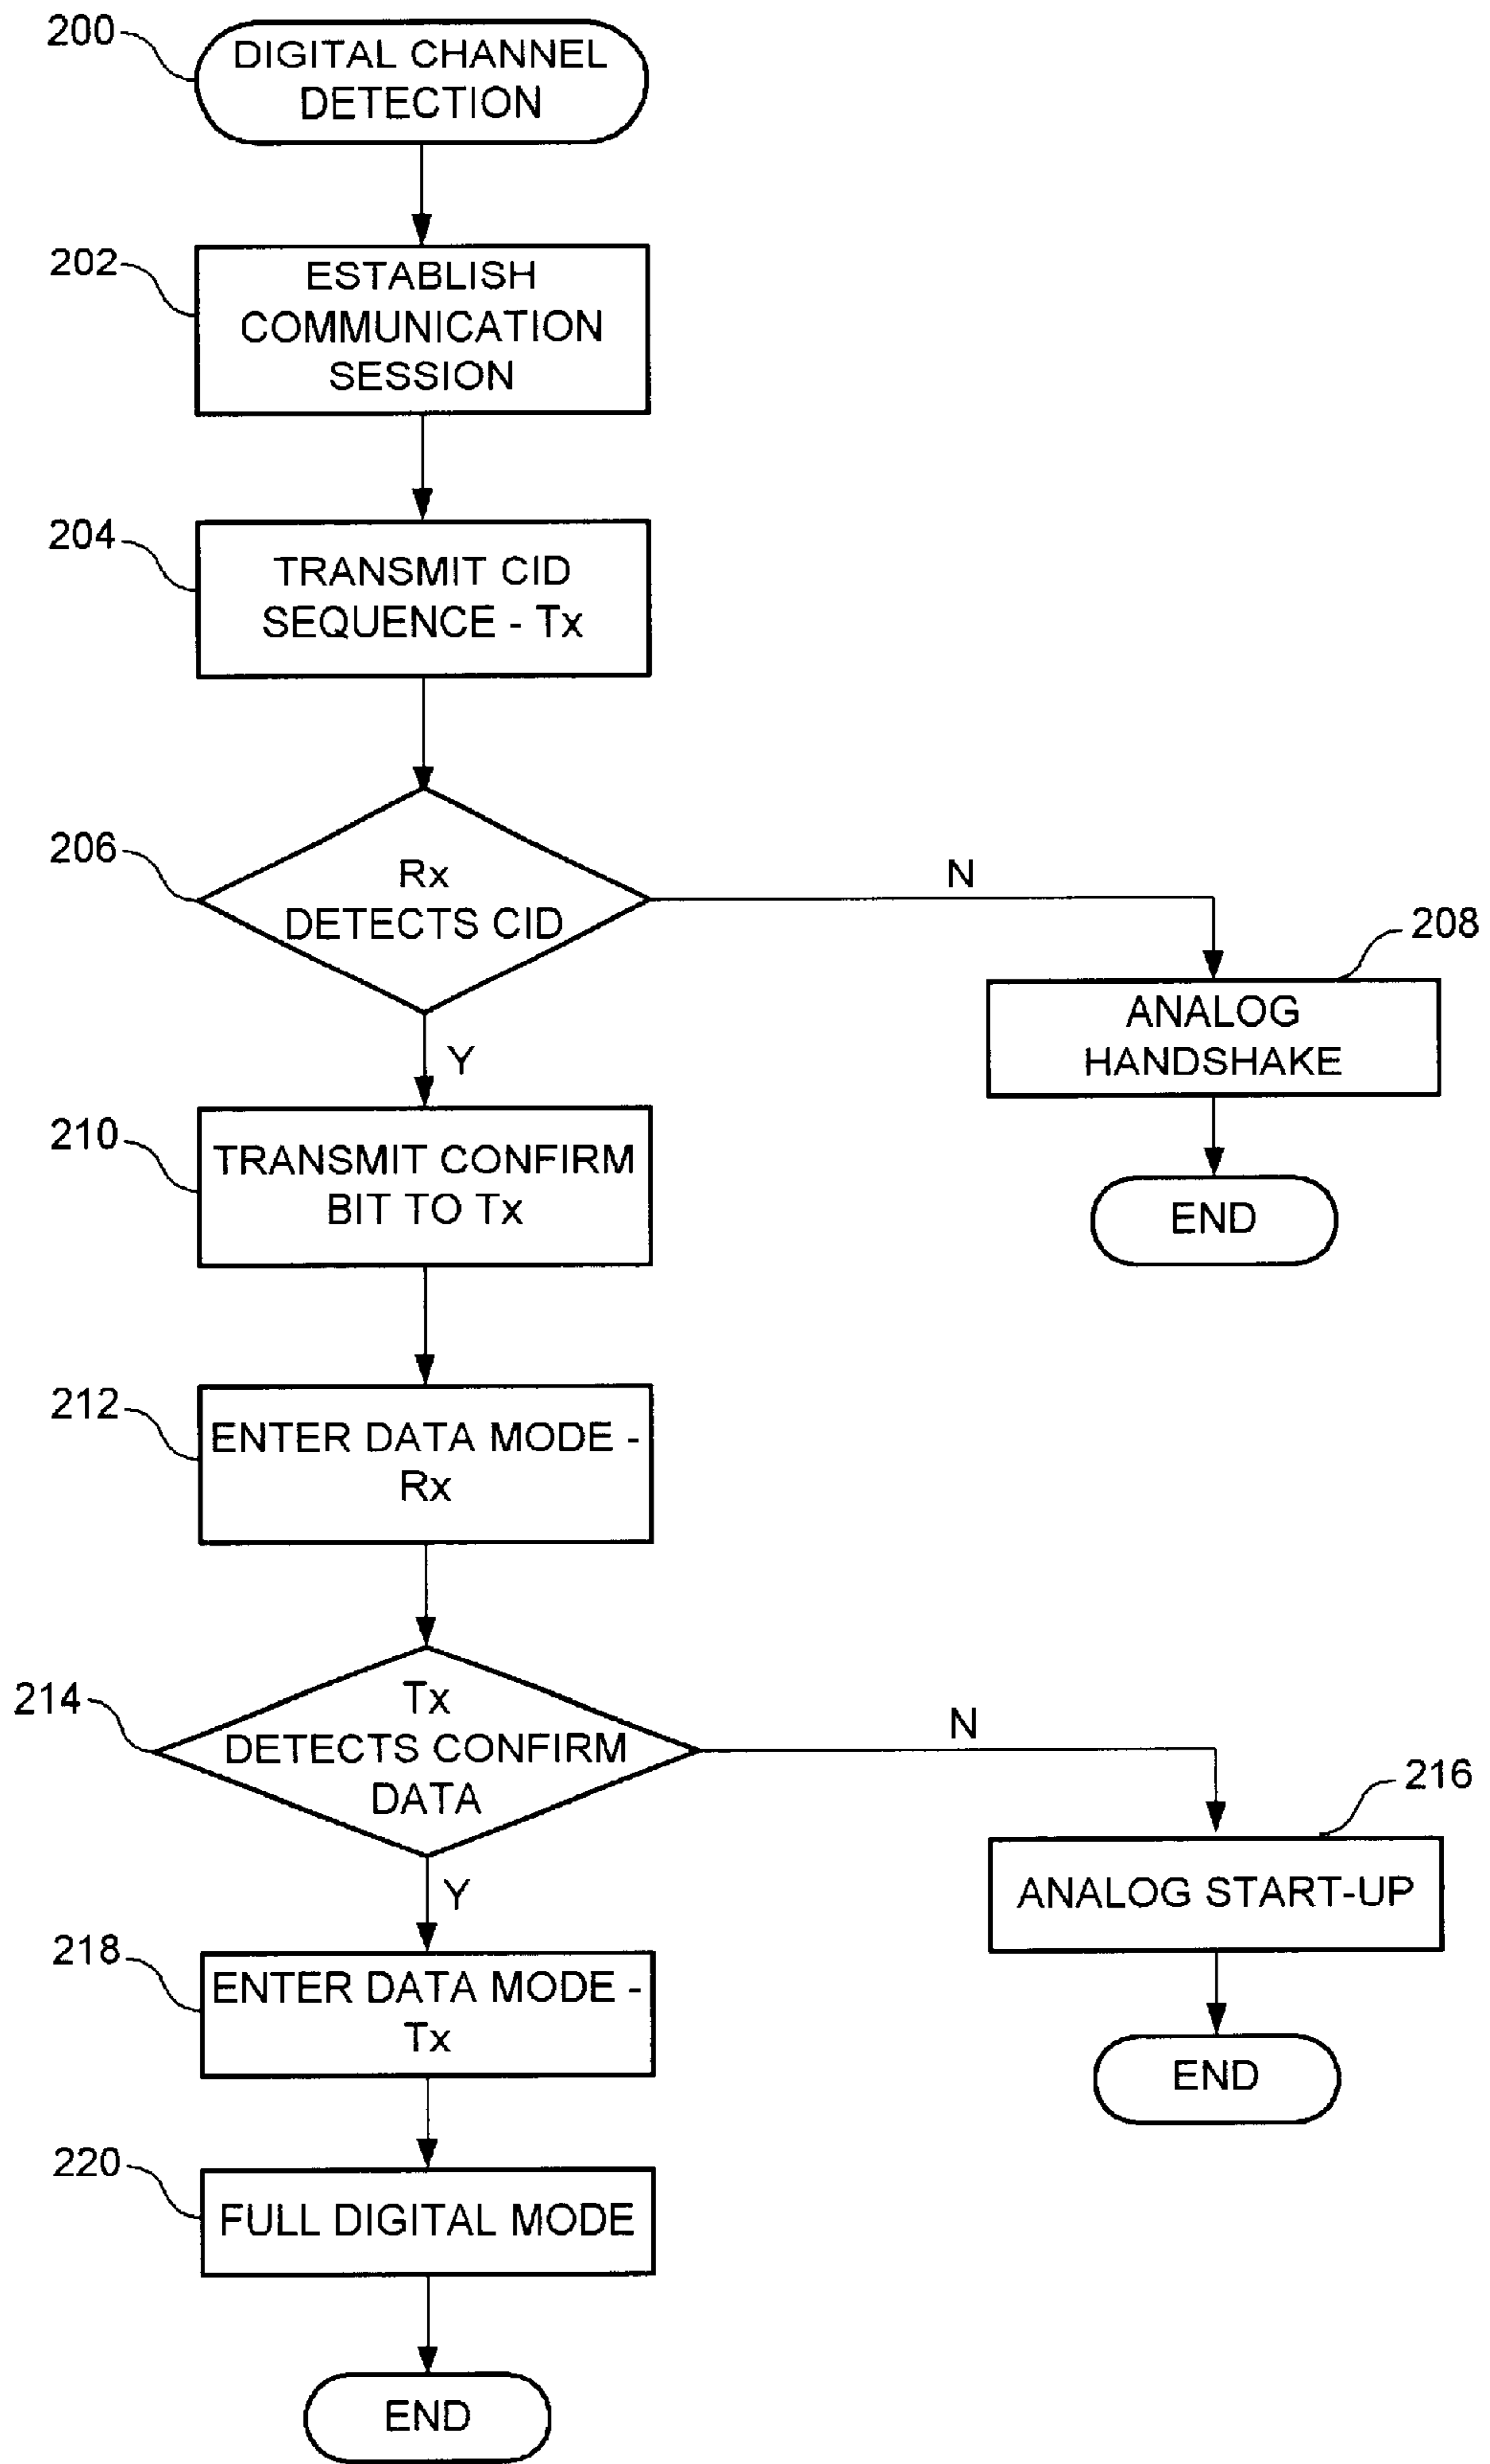 200
DIGITAL CHANNEL
DETECTION
202
ESTABLISH
COMMUNICATION
SESSION
204
TRANSMIT CID
SEQUENCE - Tx
206
Rx
DETECTS CID
N
208
ANALOG
HANDSHAKE
END
Y
210
TRANSMIT CONFIRM
BIT TO Tx
212
ENTER DATA MODE -
Rx
214
Tx
DETECTS CONFIRM
DATA
N
216
ANALOG START-UP
END
Y
218
ENTER DATA MODE -
Tx
220
FULL DIGITAL MODE
END